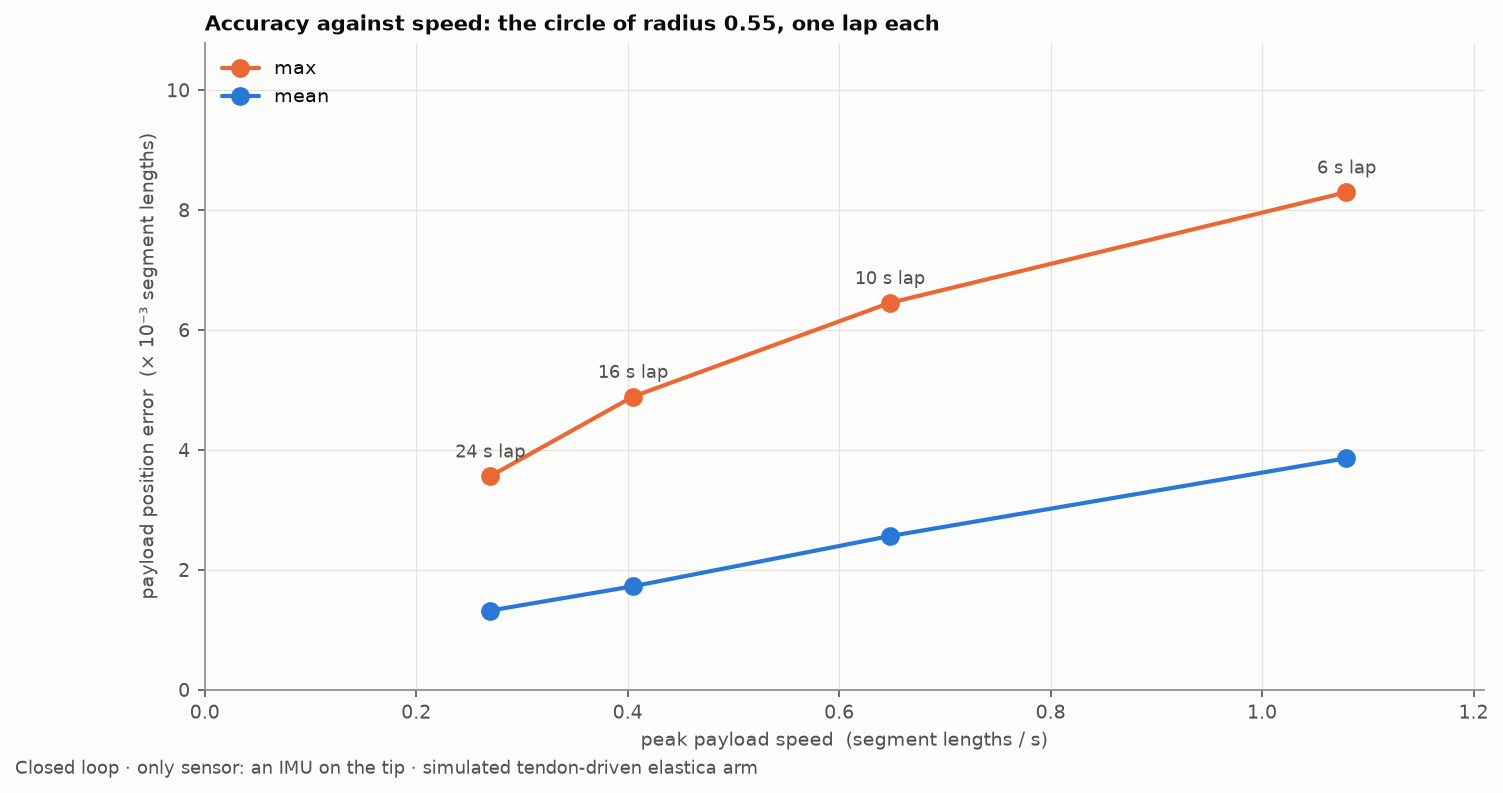 Accuracy against speed: the circle of radius 0.55, one lap each
max
mean
payload position error (× 10⁻³ segment lengths)
10
8
6
4
2
0
24 s lap
16 s lap
10 s lap
6 s lap
0.0
0.2
0.4
0.6
0.8
1.0
1.2
peak payload speed (segment lengths / s)
Closed loop · only sensor: an IMU on the tip · simulated tendon-driven elastica arm